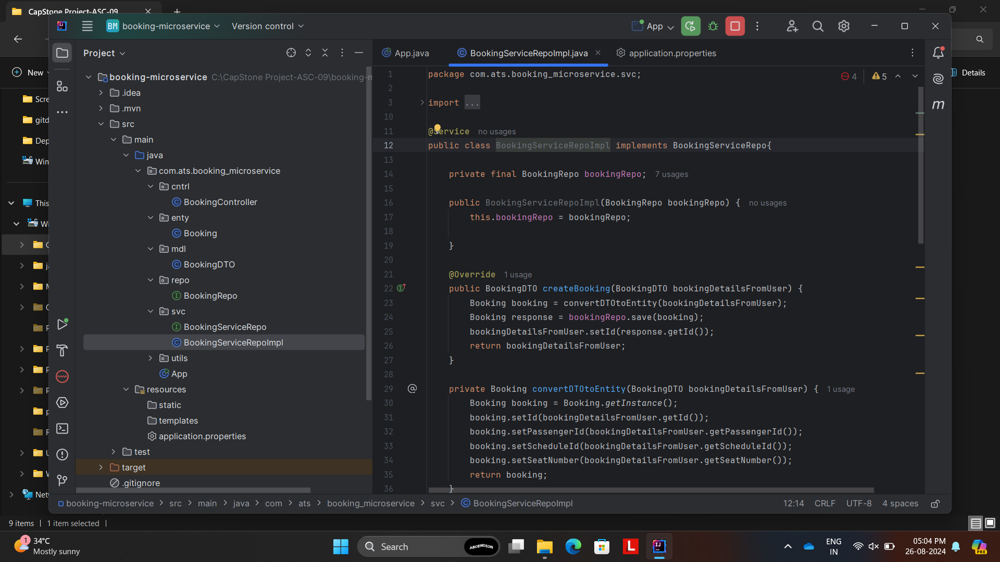 CapStone Project-ASC-09
BM booking-microservice
Version control
App
New
Details
Scre
gitd
Dep
Win
This
Wi
Net
Project
booking-microservice C:\CapStone Project-ASC-09\booking-m
.idea
.mvn
src
main
java
com.ats.booking_microservice
cntrl
BookingController
enty
Booking
mdl
BookingDTO
repo
BookingRepo
svc
BookingServiceRepo
BookingServiceRepoImpl
utils
App
resources
static
templates
application.properties
test
target
.gitignore
App.java
BookingServiceRepoImpl.java
application.properties
4 5
1 package com.ats.booking_microservice.svc;
2
3 import ...
10
11 @Service no usages
12 public class BookingServiceRepoImpl implements BookingServiceRepo{
13
14 private final BookingRepo bookingRepo; 7 usages
15
16 public BookingServiceRepoImpl(BookingRepo bookingRepo) { no usages
17 this.bookingRepo = bookingRepo;
18
19 }
20
21 @Override 1 usage
22 public BookingDTO createBooking(BookingDTO bookingDetailsFromUser) {
23 Booking booking = convertDTOtoEntity(bookingDetailsFromUser);
24 Booking response = bookingRepo.save(booking);
25 bookingDetailsFromUser.setId(response.getId());
26 return bookingDetailsFromUser;
27 }
28
29 private Booking convertDTOtoEntity(BookingDTO bookingDetailsFromUser) { 1 usage
30 Booking booking = Booking.getInstance();
31 booking.setId(bookingDetailsFromUser.getId());
32 booking.setPassengerId(bookingDetailsFromUser.getPassengerId());
33 booking.setScheduleId(bookingDetailsFromUser.getScheduleId());
34 booking.setSeatNumber(bookingDetailsFromUser.getSeatNumber());
35 return booking;
36 }
m
booking-microservice > src > main > java > com > ats > booking_microservice > svc > BookingServiceRepoImpl
12:14 CRLF UTF-8 4 spaces
9 items | 1 item selected |
1
34°C
Mostly sunny
Search
ASCENDION
L
ENG
IN
05:04 PM
26-08-2024
PRE